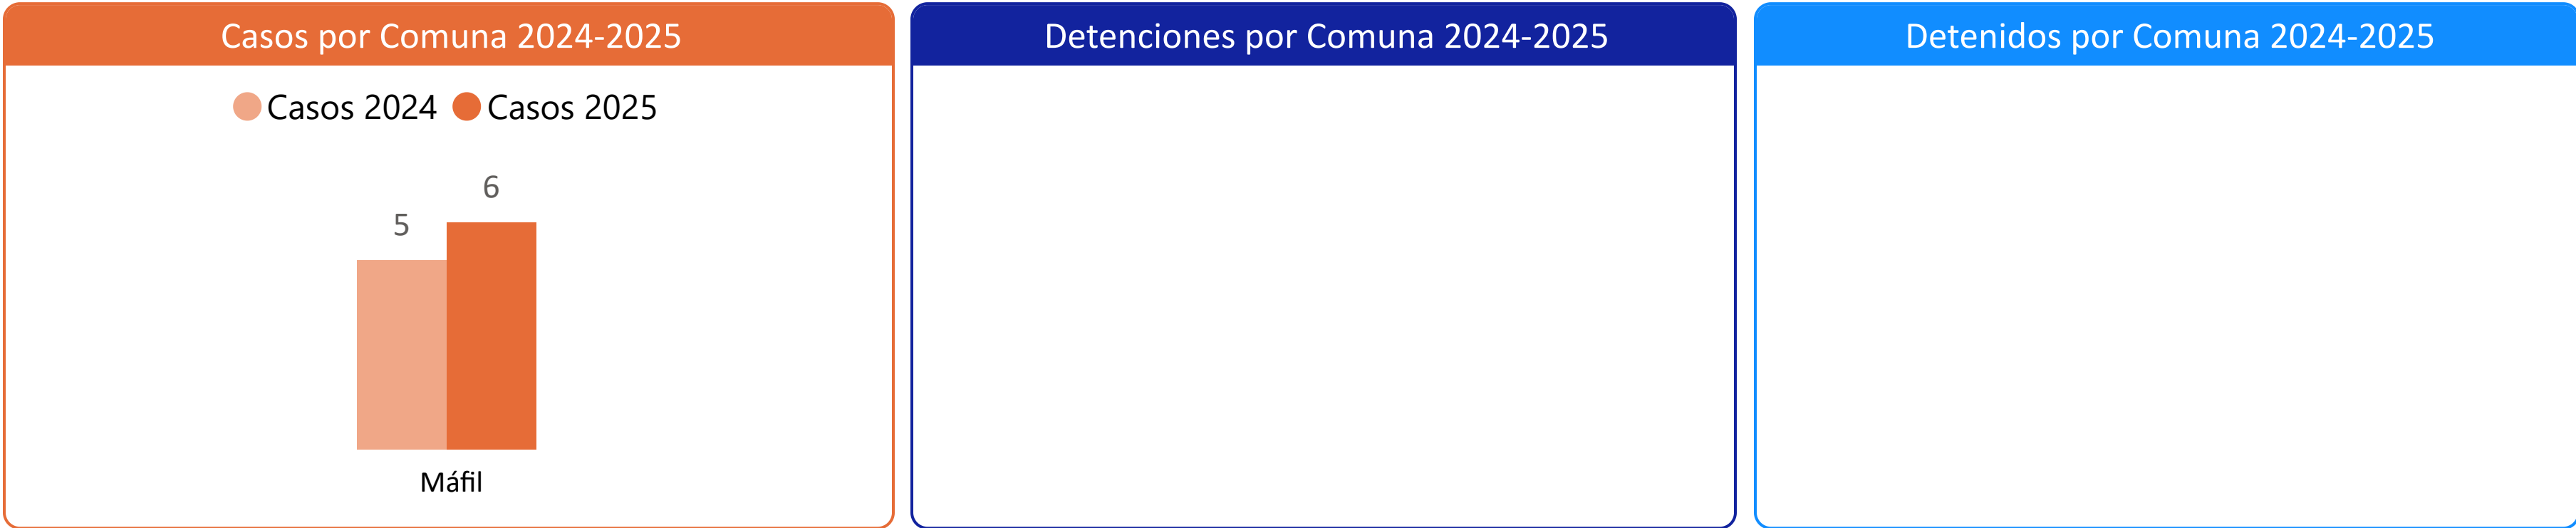 Casos por Comuna 2024-2025
Casos 2024 Casos 2025
5
6
Máfil
Detenciones por Comuna 2024-2025
Detenidos por Comuna 2024-2025